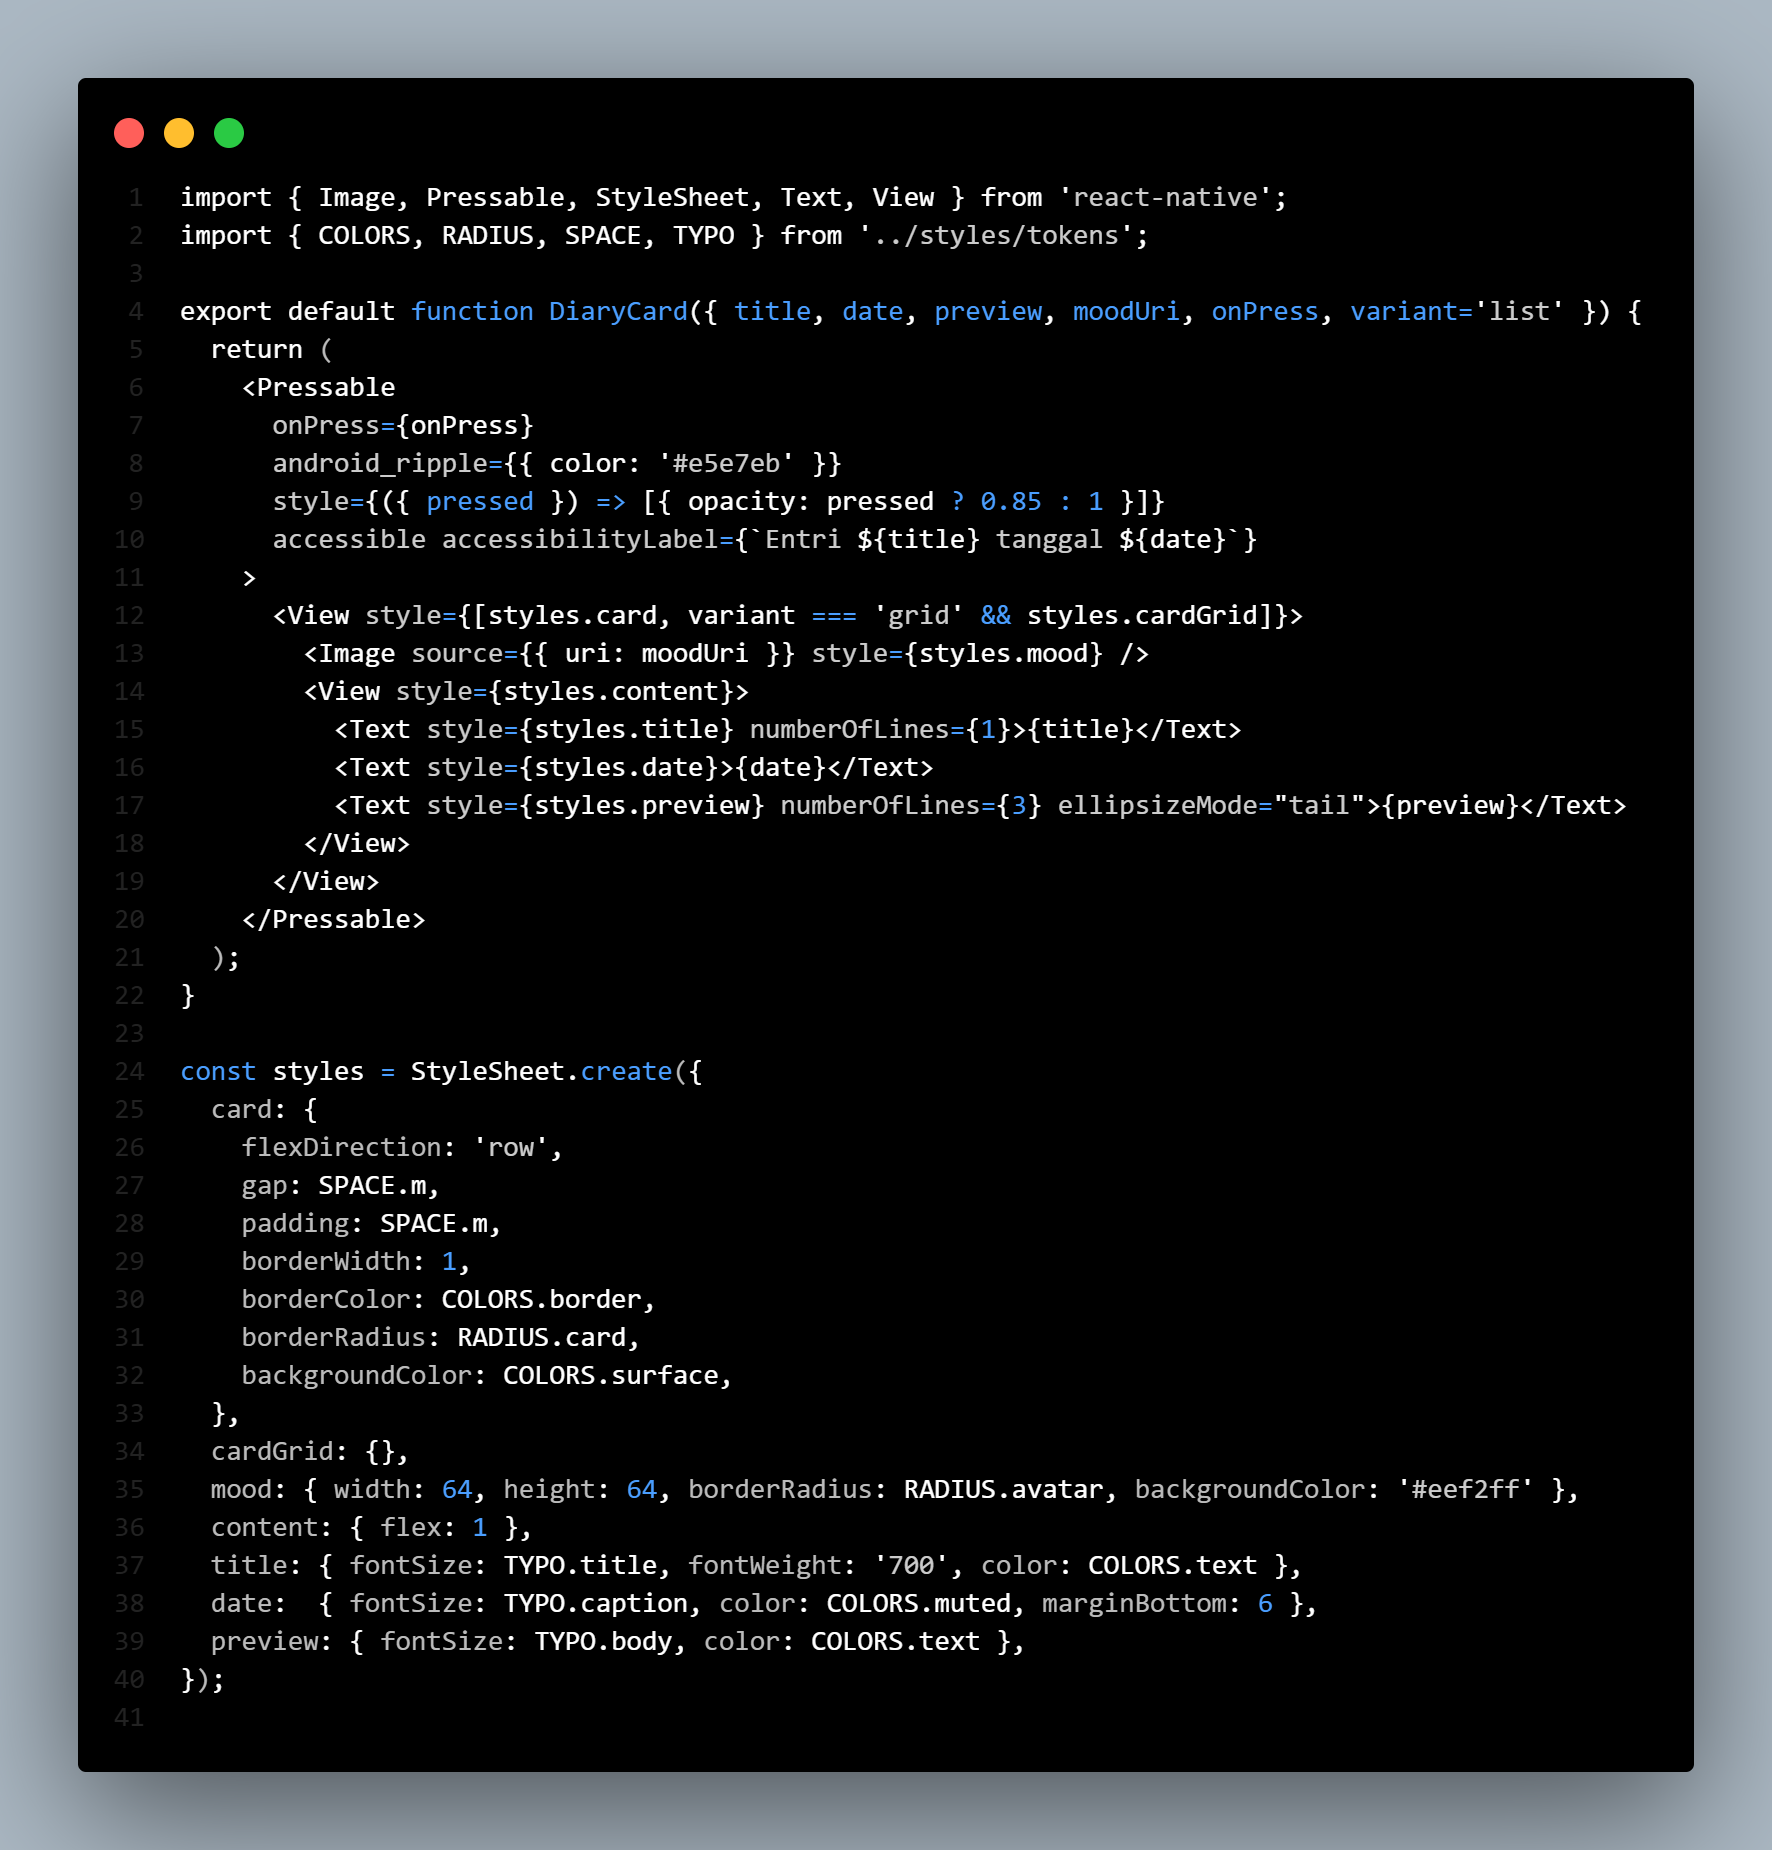 1 import { Image, Pressable, StyleSheet, Text, View } from 'react-native';
2 import { COLORS, RADIUS, SPACE, TYPO } from '../styles/tokens';
3
4 export default function DiaryCard({ title, date, preview, moodUri, onPress, variant='list' }) {
5   return (
6     <Pressable
7       onPress={onPress}
8       android_ripple={{ color: '#e5e7eb' }}
9       style={({ pressed }) => [{ opacity: pressed ? 0.85 : 1 }]}
10       accessible accessibilityLabel={`Entri ${title} tanggal ${date}`}
11     >
12       <View style={[styles.card, variant === 'grid' && styles.cardGrid]}>
13         <Image source={{ uri: moodUri }} style={styles.mood} />
14         <View style={styles.content}>
15           <Text style={styles.title} numberOfLines={1}>{title}</Text>
16           <Text style={styles.date}>{date}</Text>
17           <Text style={styles.preview} numberOfLines={3} ellipsizeMode="tail">{preview}</Text>
18         </View>
19       </View>
20     </Pressable>
21   );
22 }
23
24 const styles = StyleSheet.create({
25   card: {
26     flexDirection: 'row',
27     gap: SPACE.m,
28     padding: SPACE.m,
29     borderWidth: 1,
30     borderColor: COLORS.border,
31     borderRadius: RADIUS.card,
32     backgroundColor: COLORS.surface,
33   },
34   cardGrid: {},
35   mood: { width: 64, height: 64, borderRadius: RADIUS.avatar, backgroundColor: '#eef2ff' },
36   content: { flex: 1 },
37   title: { fontSize: TYPO.title, fontWeight: '700', color: COLORS.text },
38   date:  { fontSize: TYPO.caption, color: COLORS.muted, marginBottom: 6 },
39   preview: { fontSize: TYPO.body, color: COLORS.text },
40 });
41